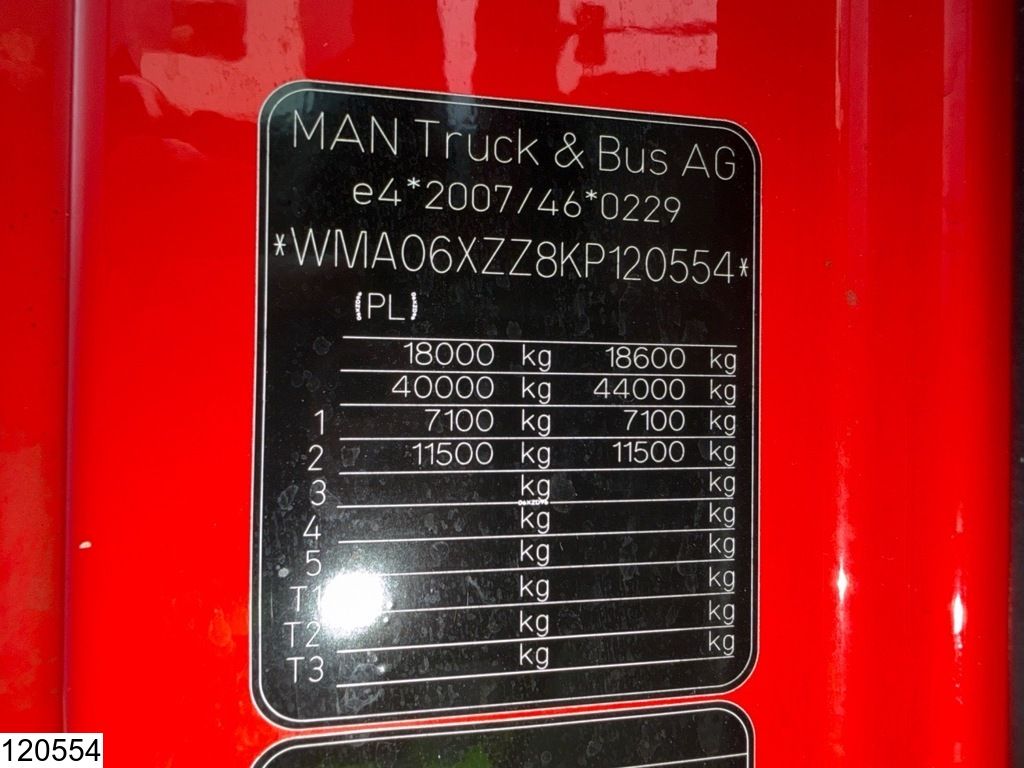 MAN Truck & Bus AG
e4*2007/46*0229
*WMA06XZZ8KP120554*
(PL)
18000 kg 18600 kg
40000 kg 44000 kg
1 7100 kg 7100 kg
2 11500 kg 11500 kg
3 kg kg
4 kg kg
5 kg kg
T1 kg kg
T2 kg kg
T3 kg kg
120554